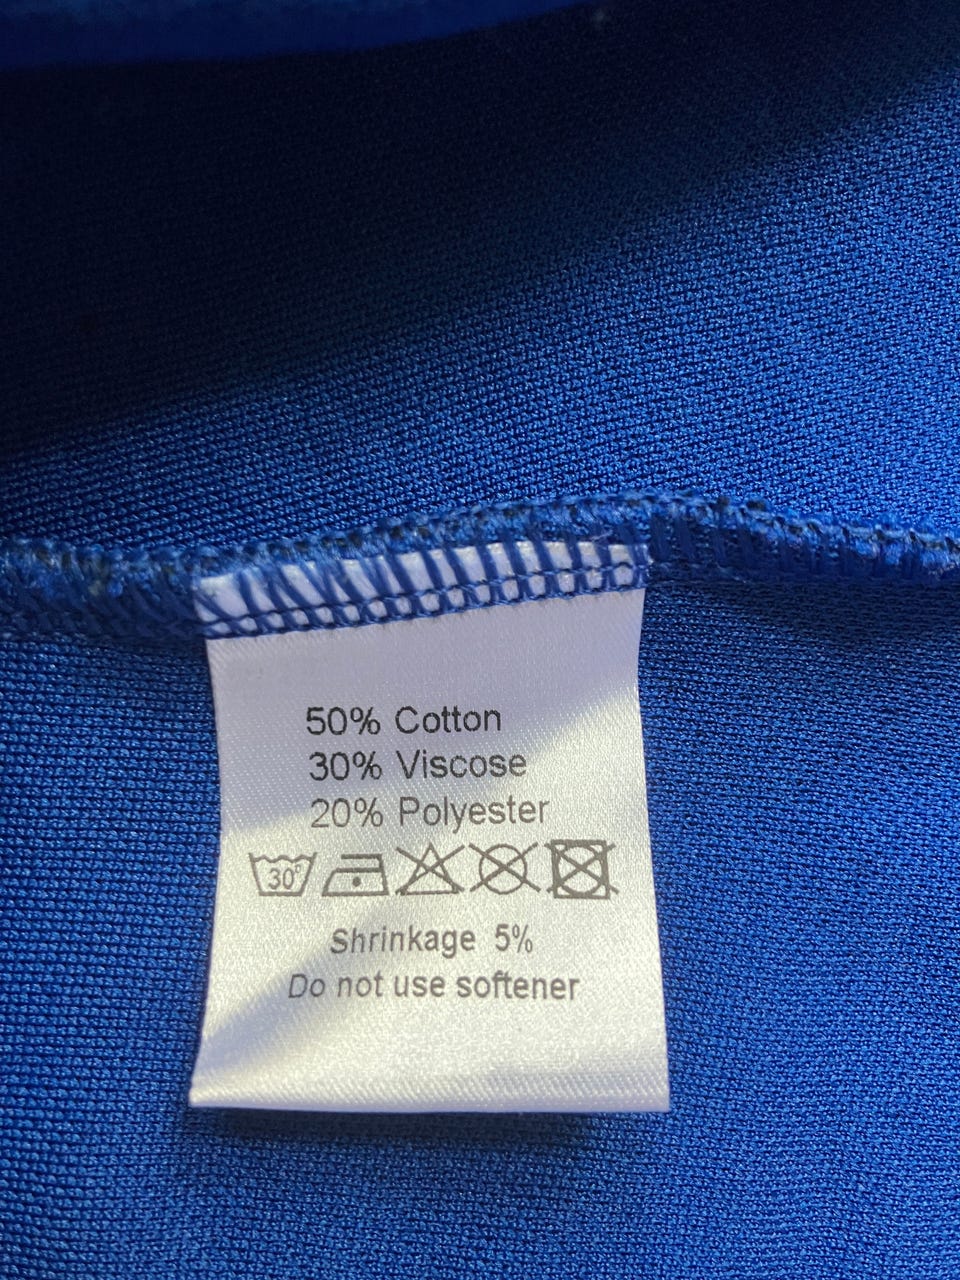 50% Cotton
30% Viscose
20% Polyester
30°
Shrinkage 5%
Do not use softener